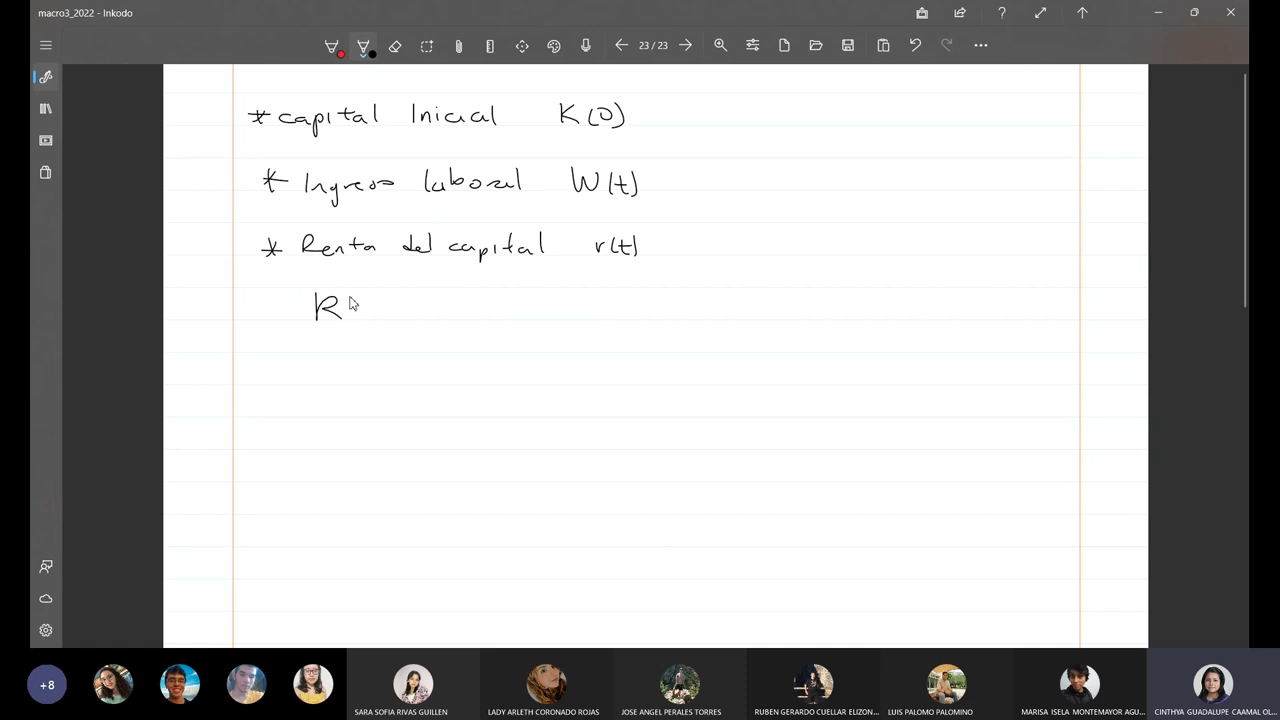 macro3_2022 - Inkodo
23 / 23
*capital Inicial K(0)
* Ingreso laboral W(t)
* Renta del capital r(t)
R
+8
SARA SOFIA RIVAS GUILLEN
LADY ARLETH CORONADO ROJAS
JOSE ANGEL PERALES TORRES
RUBEN GERARDO CUELLAR ELIZON...
LUIS PALOMO PALOMINO
MARISA ISELA MONTEMAYOR AGU...
CINTHYA GUADALUPE CAAMAL OL...